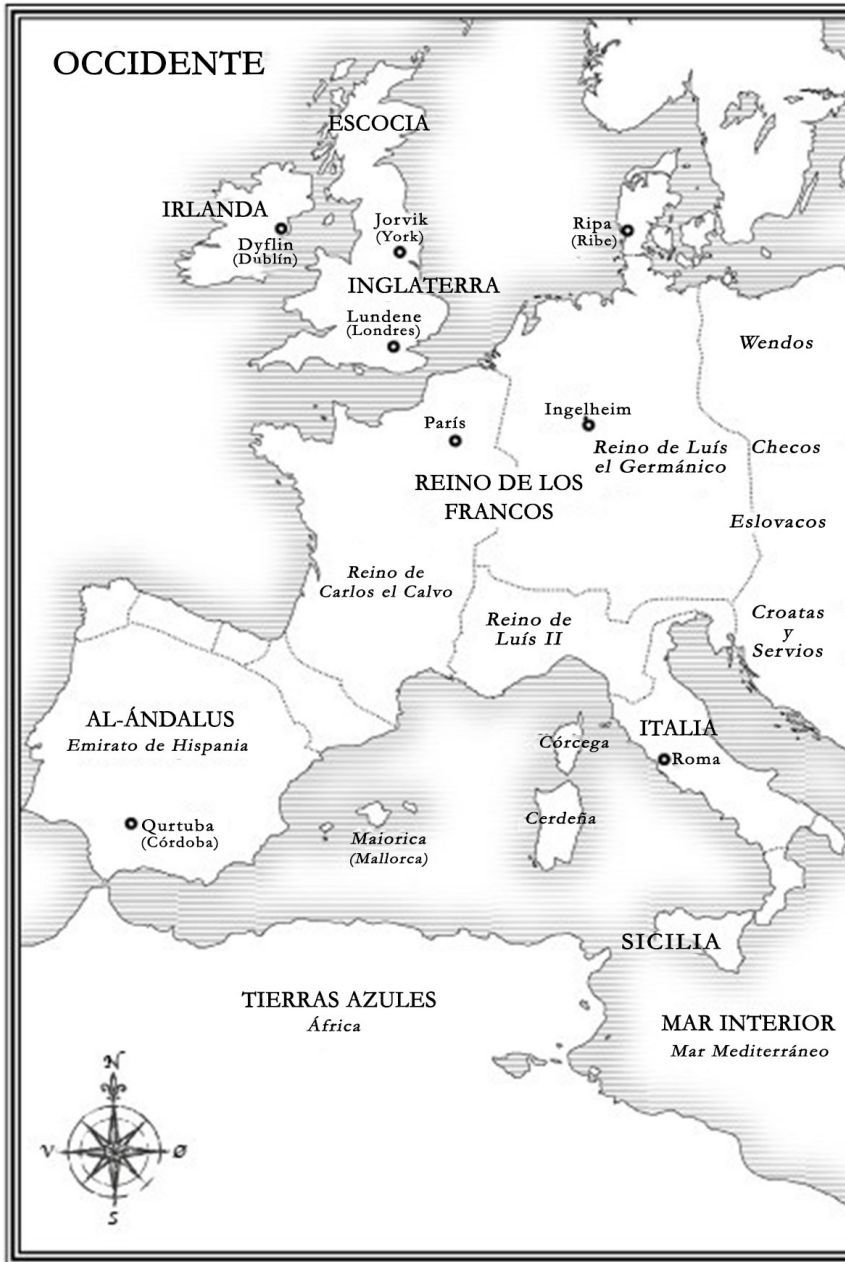 OCCIDENTE
ESCOCIA
IRLANDA
Dyflin
(Dublín)
Jorvik
(York)
Ripa
(Ribe)
INGLATERRA
Lundene
(Londres)
Wendos
París
Ingelheim
Reino de Luís
el Germánico
Checos
REINO DE LOS
FRANCOS
Eslovacos
Reino de
Carlos el Calvo
Reino de
Luís II
Croatas
y
Servios
AL-ÁNDALUS
Emirato de Hispania
Córcega
ITALIA
Roma
Qurtuba
(Córdoba)
Maiorica
(Mallorca)
Cerdeña
SICILIA
TIERRAS AZULES
África
MAR INTERIOR
Mar Mediterráneo
N
V
Ø
S